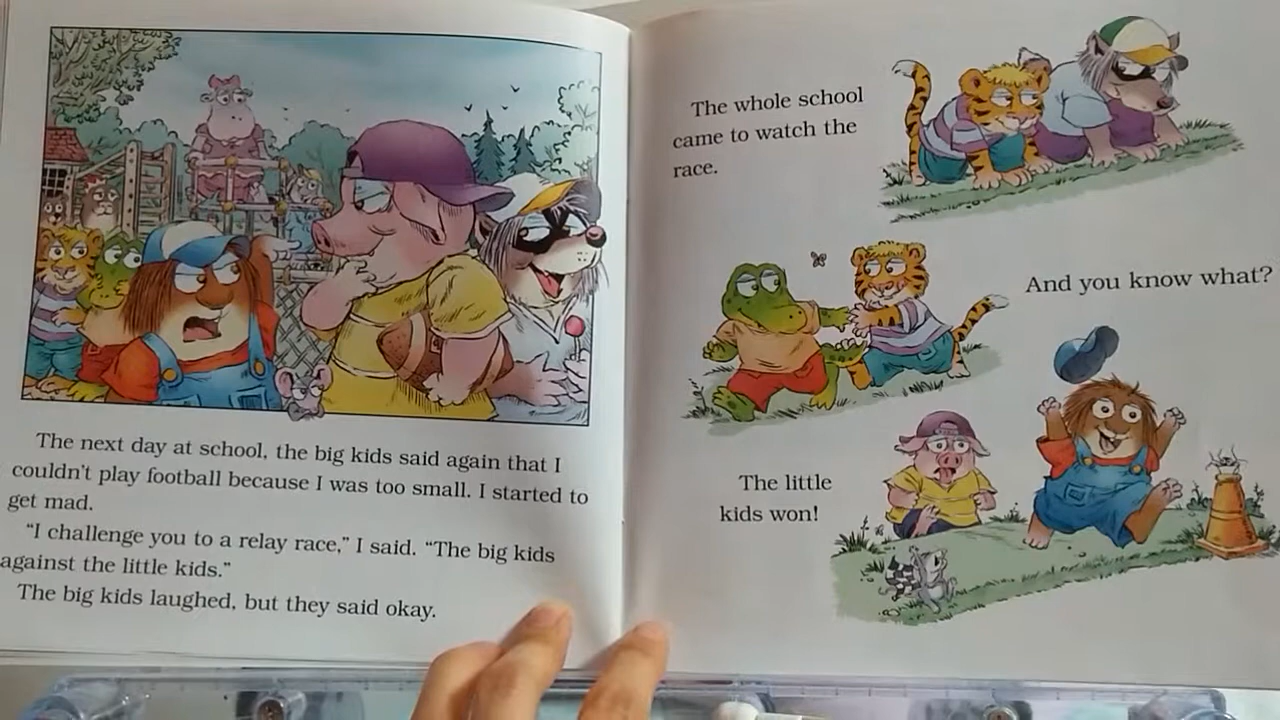 The next day at school, the big kids said again that I
couldn't play football because I was too small. I started to
get mad.
"I challenge you to a relay race," I said. "The big kids
against the little kids."
The big kids laughed, but they said okay.
The whole school
came to watch the
race.
And you know what?
The little
kids won!